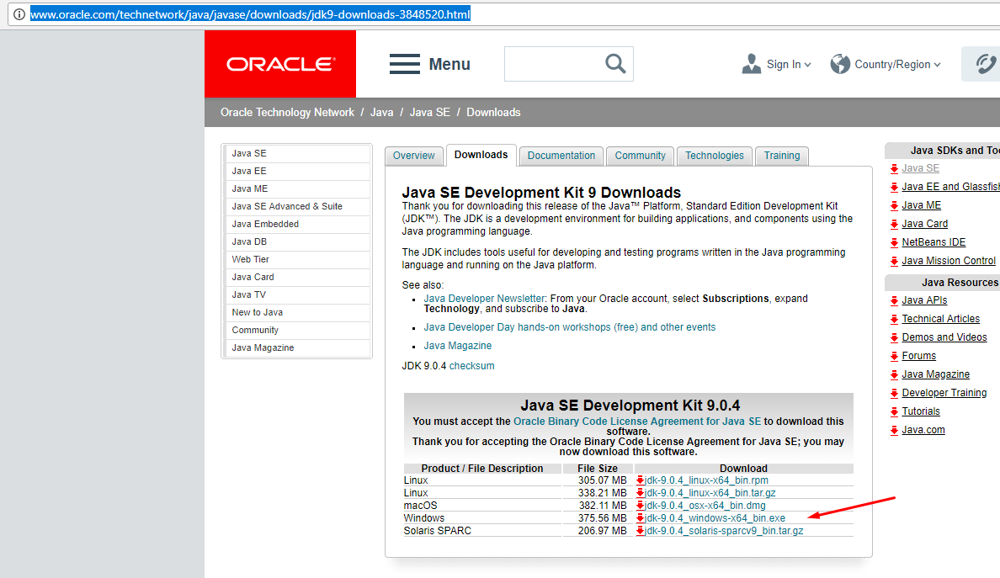 www.oracle.com/technetwork/java/javase/downloads/jdk9-downloads-3848520.html
ORACLE
Menu
Sign In
Country/Region
Oracle Technology Network / Java / Java SE / Downloads
Java SE
Java EE
Java ME
Java SE Advanced & Suite
Java Embedded
Java DB
Web Tier
Java Card
Java TV
New to Java
Community
Java Magazine
Overview
Downloads
Documentation
Community
Technologies
Training
Java SE Development Kit 9 Downloads
Thank you for downloading this release of the Java™ Platform, Standard Edition Development Kit
(JDK™). The JDK is a development environment for building applications, and components using the
Java programming language.
The JDK includes tools useful for developing and testing programs written in the Java programming
language and running on the Java platform.
See also:
Java Developer Newsletter: From your Oracle account, select Subscriptions, expand
Technology, and subscribe to Java.
Java Developer Day hands-on workshops (free) and other events
Java Magazine
JDK 9.0.4 checksum
Java SE Development Kit 9.0.4
You must accept the Oracle Binary Code License Agreement for Java SE to download this
software.
Thank you for accepting the Oracle Binary Code License Agreement for Java SE; you may
now download this software.
Product / File Description File Size Download
Linux 305.07 MB jdk-9.0.4_linux-x64_bin.rpm
Linux 338.21 MB jdk-9.0.4_linux-x64_bin.tar.gz
macOS 382.11 MB jdk-9.0.4_osx-x64_bin.dmg
Windows 375.56 MB jdk-9.0.4_windows-x64_bin.exe
Solaris SPARC 206.97 MB jdk-9.0.4_solaris-sparcv9_bin.tar.gz
Java SDKs and Too
Java SE
Java EE and Glassfish
Java ME
Java Card
NetBeans IDE
Java Mission Control
Java Resources
Java APIs
Technical Articles
Demos and Videos
Forums
Java Magazine
Developer Training
Tutorials
Java.com